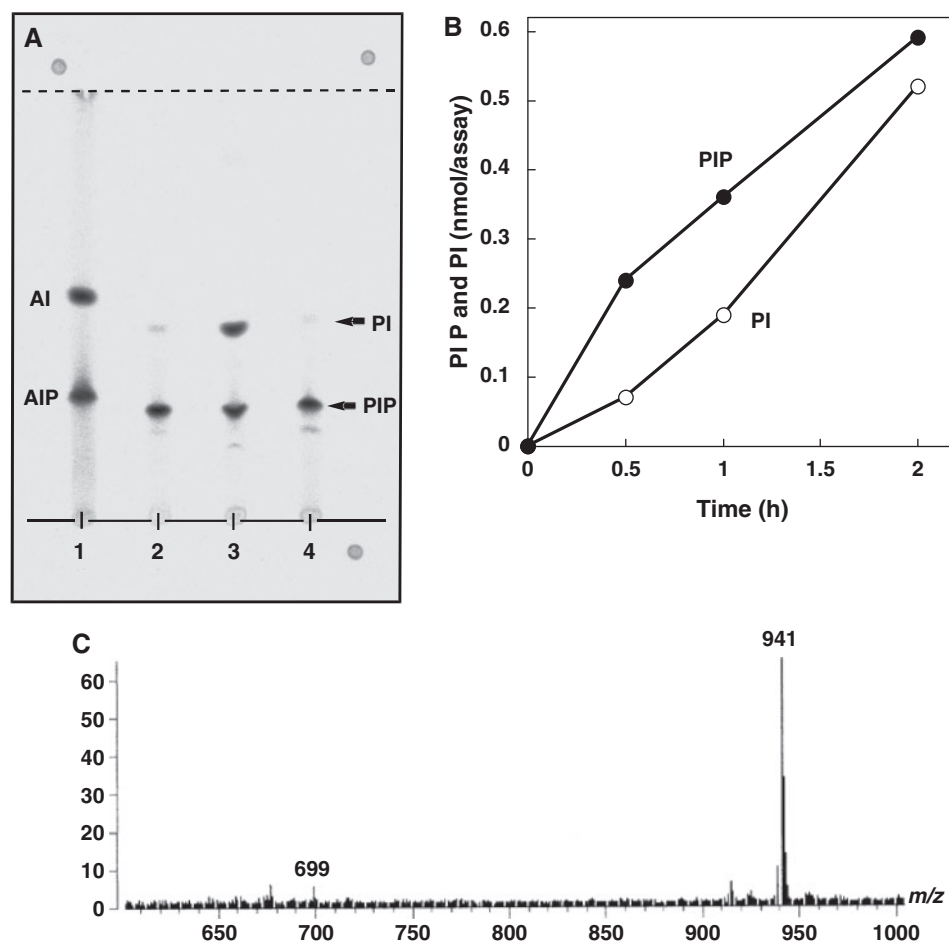 A
AI
PI
AIP
PIP
1 2 3 4
B
PI P and PI (nmol/assay)
0.6
0.5
0.4
0.3
0.2
0.1
0
PIP
PI
0 0.5 1 1.5 2
Time (h)
C
941
60
50
40
30
20
10
0
699
m/z
650 700 750 800 850 900 950 1000